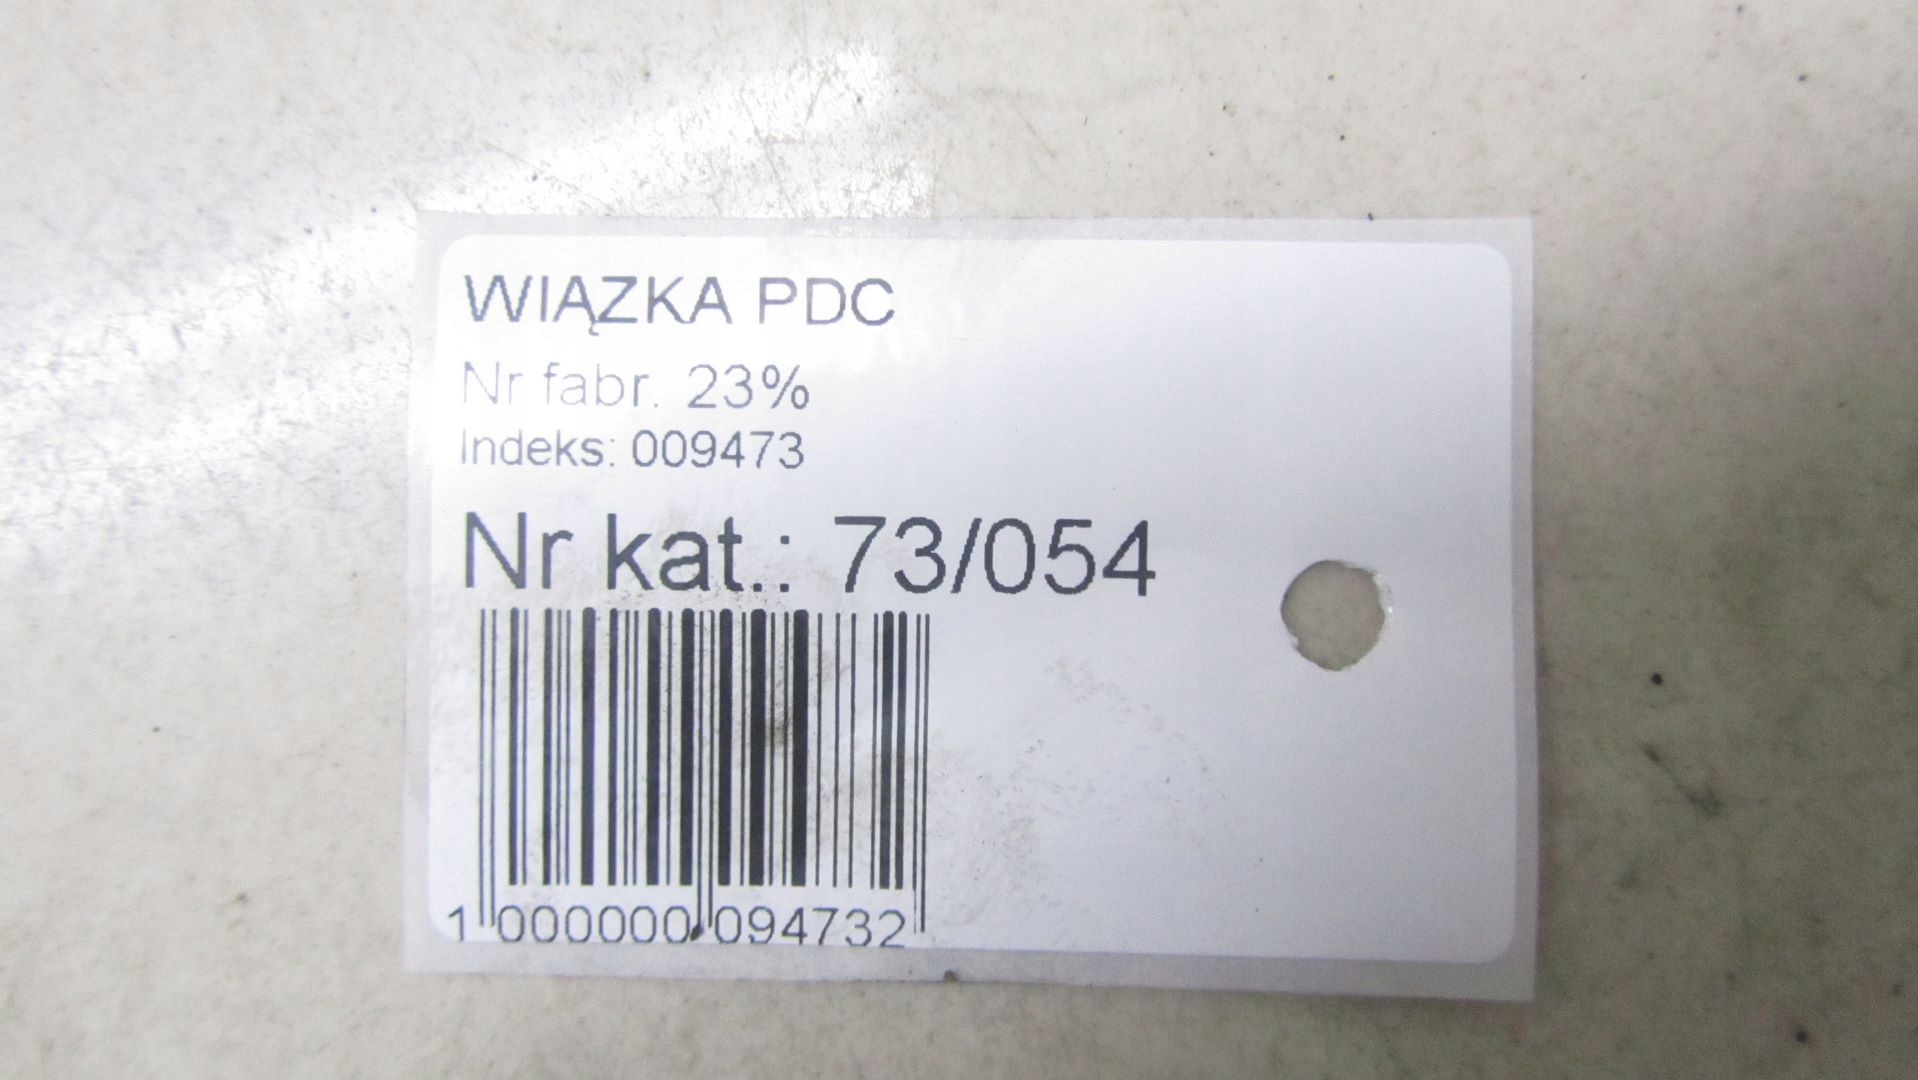 WIĄZKA PDC
Nr fabr. 23%
Indeks: 009473
Nr kat.: 73/054
1 000000 094732